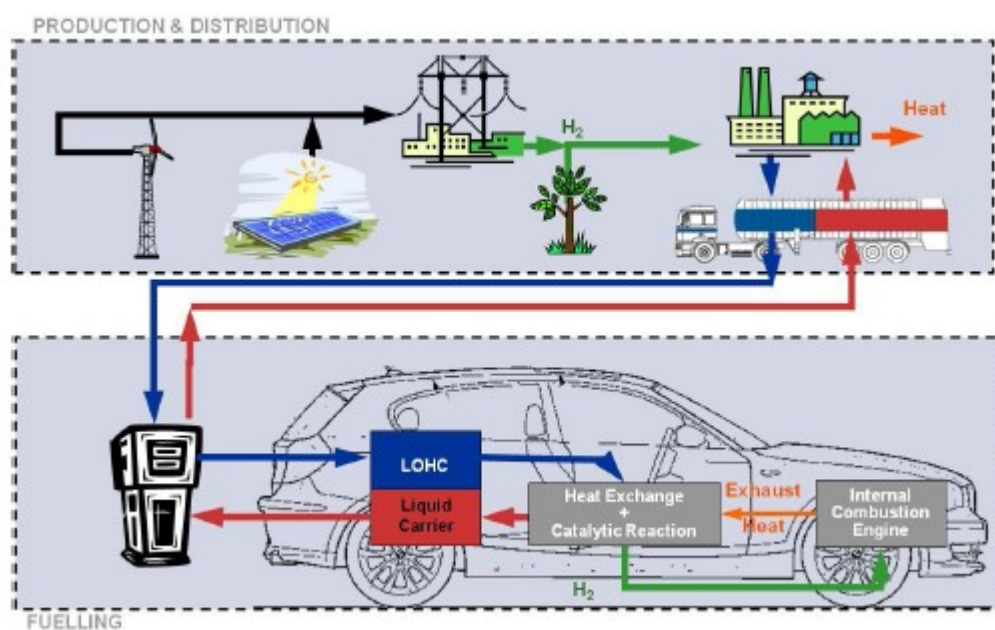 PRODUCTION & DISTRIBUTION
H2
Heat
LOHC
Liquid
Carrier
Heat Exchange
+
Catalytic Reaction
Exhaust
Heat
Internal
Combustion
Engine
H2
FUELLING